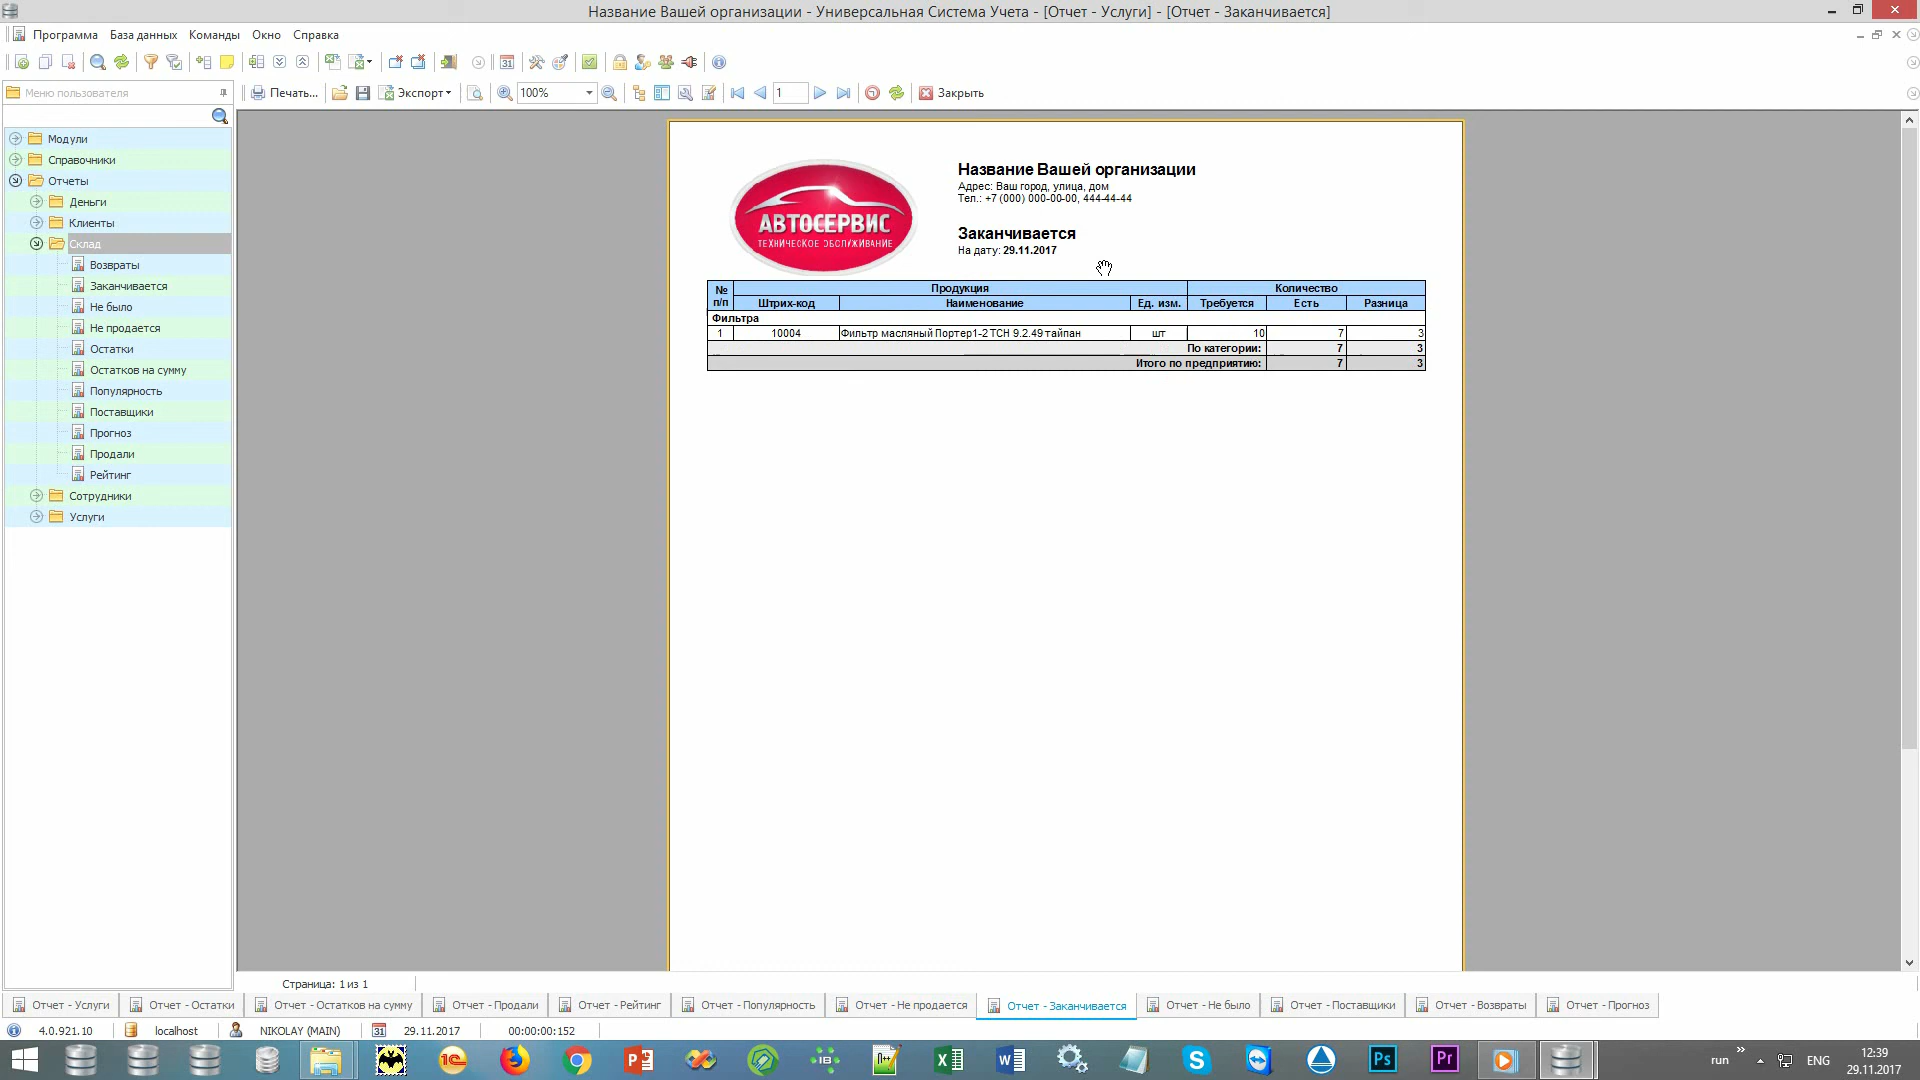 Название Вашей организации - Универсальная Система Учета - [Отчет - Услуги] - [Отчет - Заканчивается]
Программа База данных Команды Окно Справка
Меню пользователя
Печать... Экспорт 100% 1 Закрыть
Модули
Справочники
Отчеты
Деньги
Клиенты
Склад
Возвраты
Заканчивается
Не было
Не продается
Остатки
Остатков на сумму
Популярность
Поставщики
Прогноз
Продали
Рейтинг
Сотрудники
Услуги
АВТОСЕРВИС
ТЕХНИЧЕСКОЕ ОБСЛУЖИВАНИЕ
Название Вашей организации
Адрес: Ваш город, улица, дом
Тел.: +7 (000) 000-00-00, 444-44-44
Заканчивается
На дату: 29.11.2017
№ п/п Продукция Количество
Штрих-код Наименование Ед. изм. Требуется Есть Разница
Фильтра
1 10004 Фильтр масляный Портер1-2 ТСН 9.2.49 тайпан шт 10 7 3
По категории: 7 3
Итого по предприятию: 7 3
Страница: 1 из 1
Отчет - Услуги Отчет - Остатки Отчет - Остатков на сумму Отчет - Продали Отчет - Рейтинг Отчет - Популярность Отчет - Не продается Отчет - Заканчивается Отчет - Не было Отчет - Поставщики Отчет - Возвраты Отчет - Прогноз
4.0.921.10 localhost NIKOLAY (MAIN) 31 29.11.2017 00:00:00:152
run ENG 12:39
29.11.2017